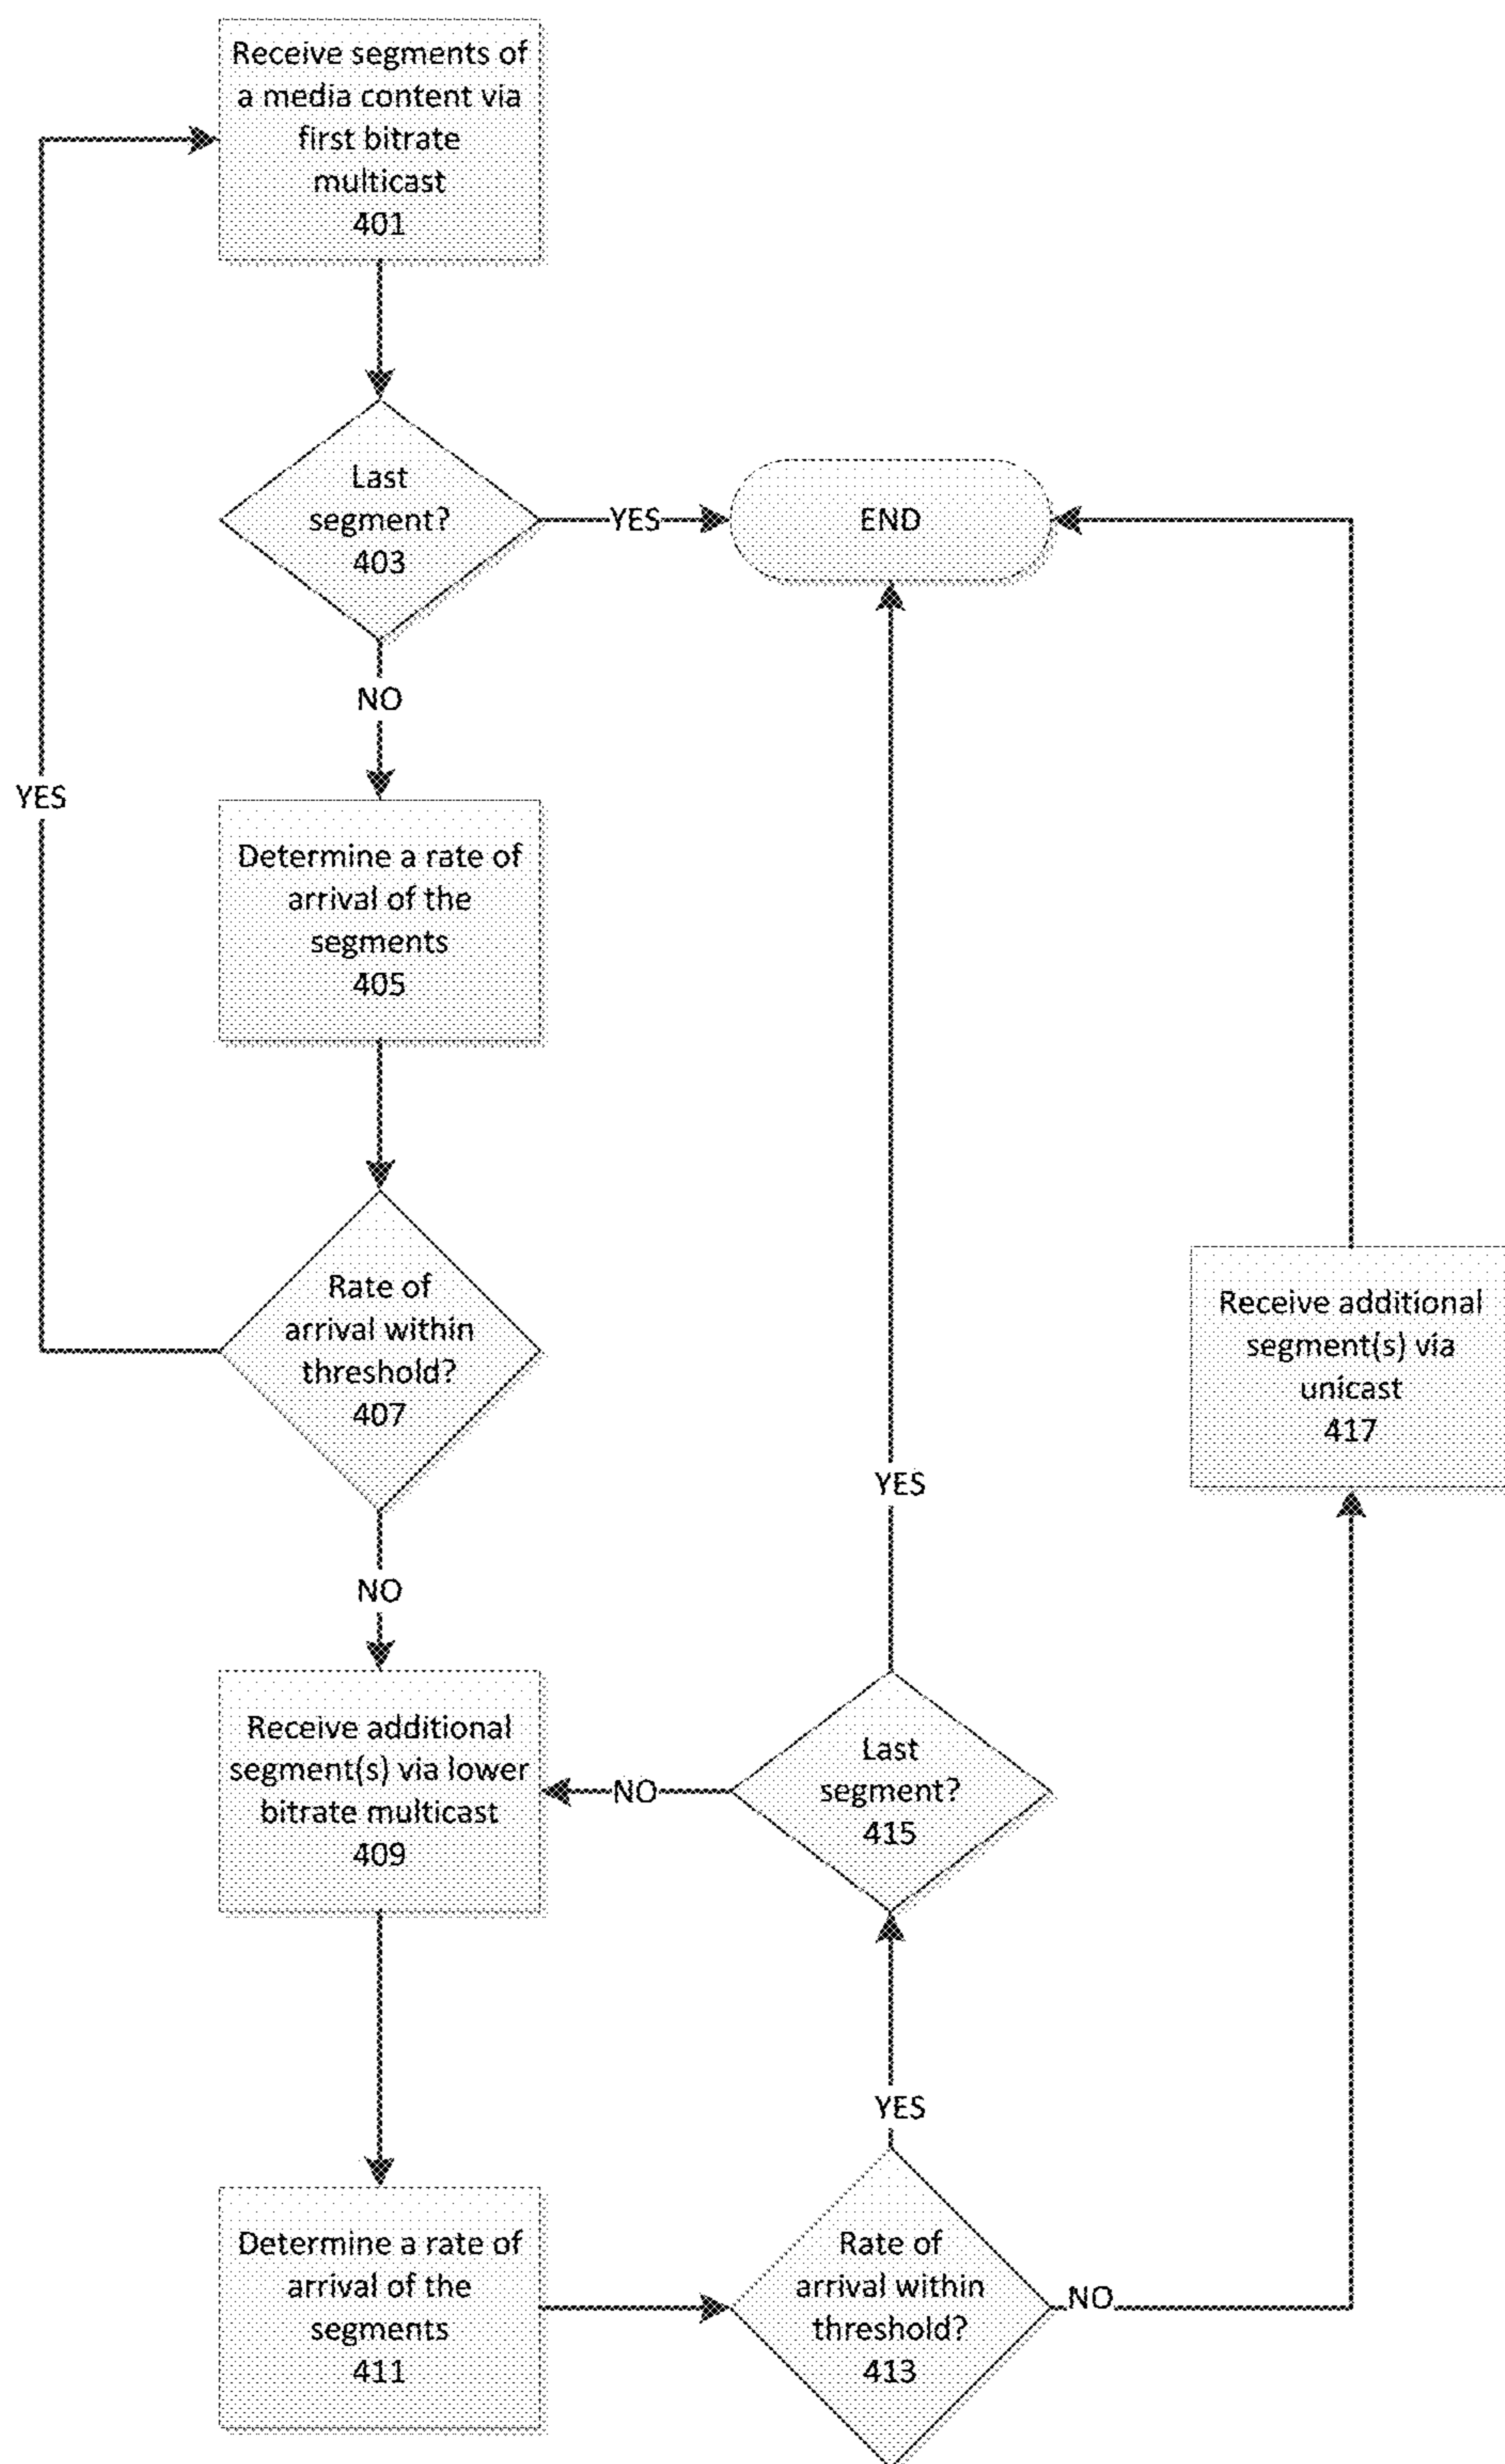 Receive segments of
a media content via
first bitrate
multicast
401
Last
segment?
403
YES
END
NO
YES
Determine a rate of
arrival of the
segments
405
Rate of
arrival within
threshold?
407
Receive additional
segment(s) via
unicast
417
YES
NO
Receive additional
segment(s) via lower
bitrate multicast
409
NO
Last
segment?
415
YES
Determine a rate of
arrival of the
segments
411
Rate of
arrival within
threshold?
413
NO